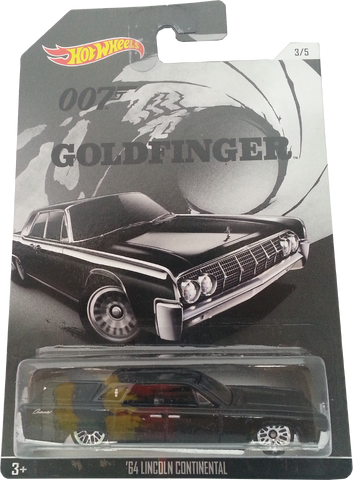 Hot Wheels
3/5
007
GOLDFINGER
3+
'64 LINCOLN CONTINENTAL